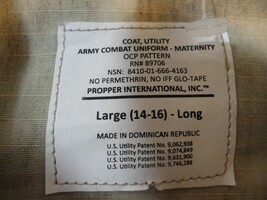 COAT, UTILITY
ARMY COMBAT UNIFORM - MATERNITY
OCP PATTERN
RN# 89706
NSN: 8410-01-666-4163
NO PERMETHRIN, NO IFF GLO-TAPE
PROPPER INTERNATIONAL, INC.™
Large (14-16) - Long
MADE IN DOMINICAN REPUBLIC
U.S. Utility Patent No. 9,062,938
U.S. Utility Patent No. 9,074,849
U.S. Utility Patent No. 9,631,900
U.S. Utility Patent No. 9,746,288